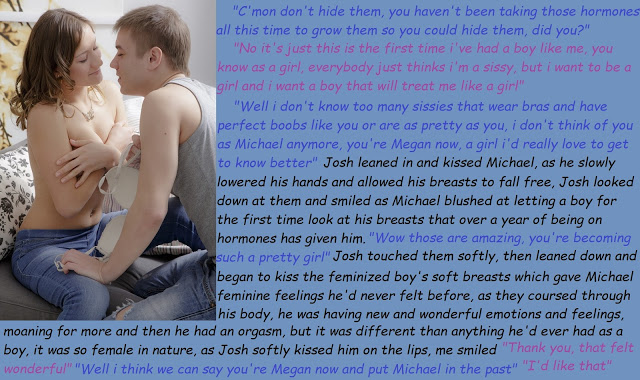 "C'mon don't hide them, you haven't been taking those hormones
all this time to grow them so you could hide them, did you?"
"No it's just this is the first time i've had a boy like me, you
know as a girl, everybody just thinks i'm a sissy, but i want to be a
girl and i want a boy that will treat me like a girl"
"Well i don't know too many sissies that wear bras and have
perfect boobs like you or are as pretty as you, i don't think of you
as Michael anymore, you're Megan now, a girl i'd really love to get
to know better" Josh leaned in and kissed Michael, as he slowly
lowered his hands and allowed his breasts to fall free, Josh looked
down at them and smiled as Michael blushed at letting a boy for
the first time look at his breasts that over a year of being on
hormones has given him. "Wow those are amazing, you're becoming
such a pretty girl" Josh touched them softly, then leaned down and
began to kiss the feminized boy's soft breasts which gave Michael
feminine feelings he'd never felt before, as they coursed through
his body, he was having new and wonderful emotions and feelings,
moaning for more and then he had an orgasm, but it was different than anything he'd ever had as a
boy, it was so female in nature, as Josh softly kissed him on the lips, me smiled "Thank you, that felt
wonderful" "Well i think we can say you're Megan now and put Michael in the past" "I'd like that"